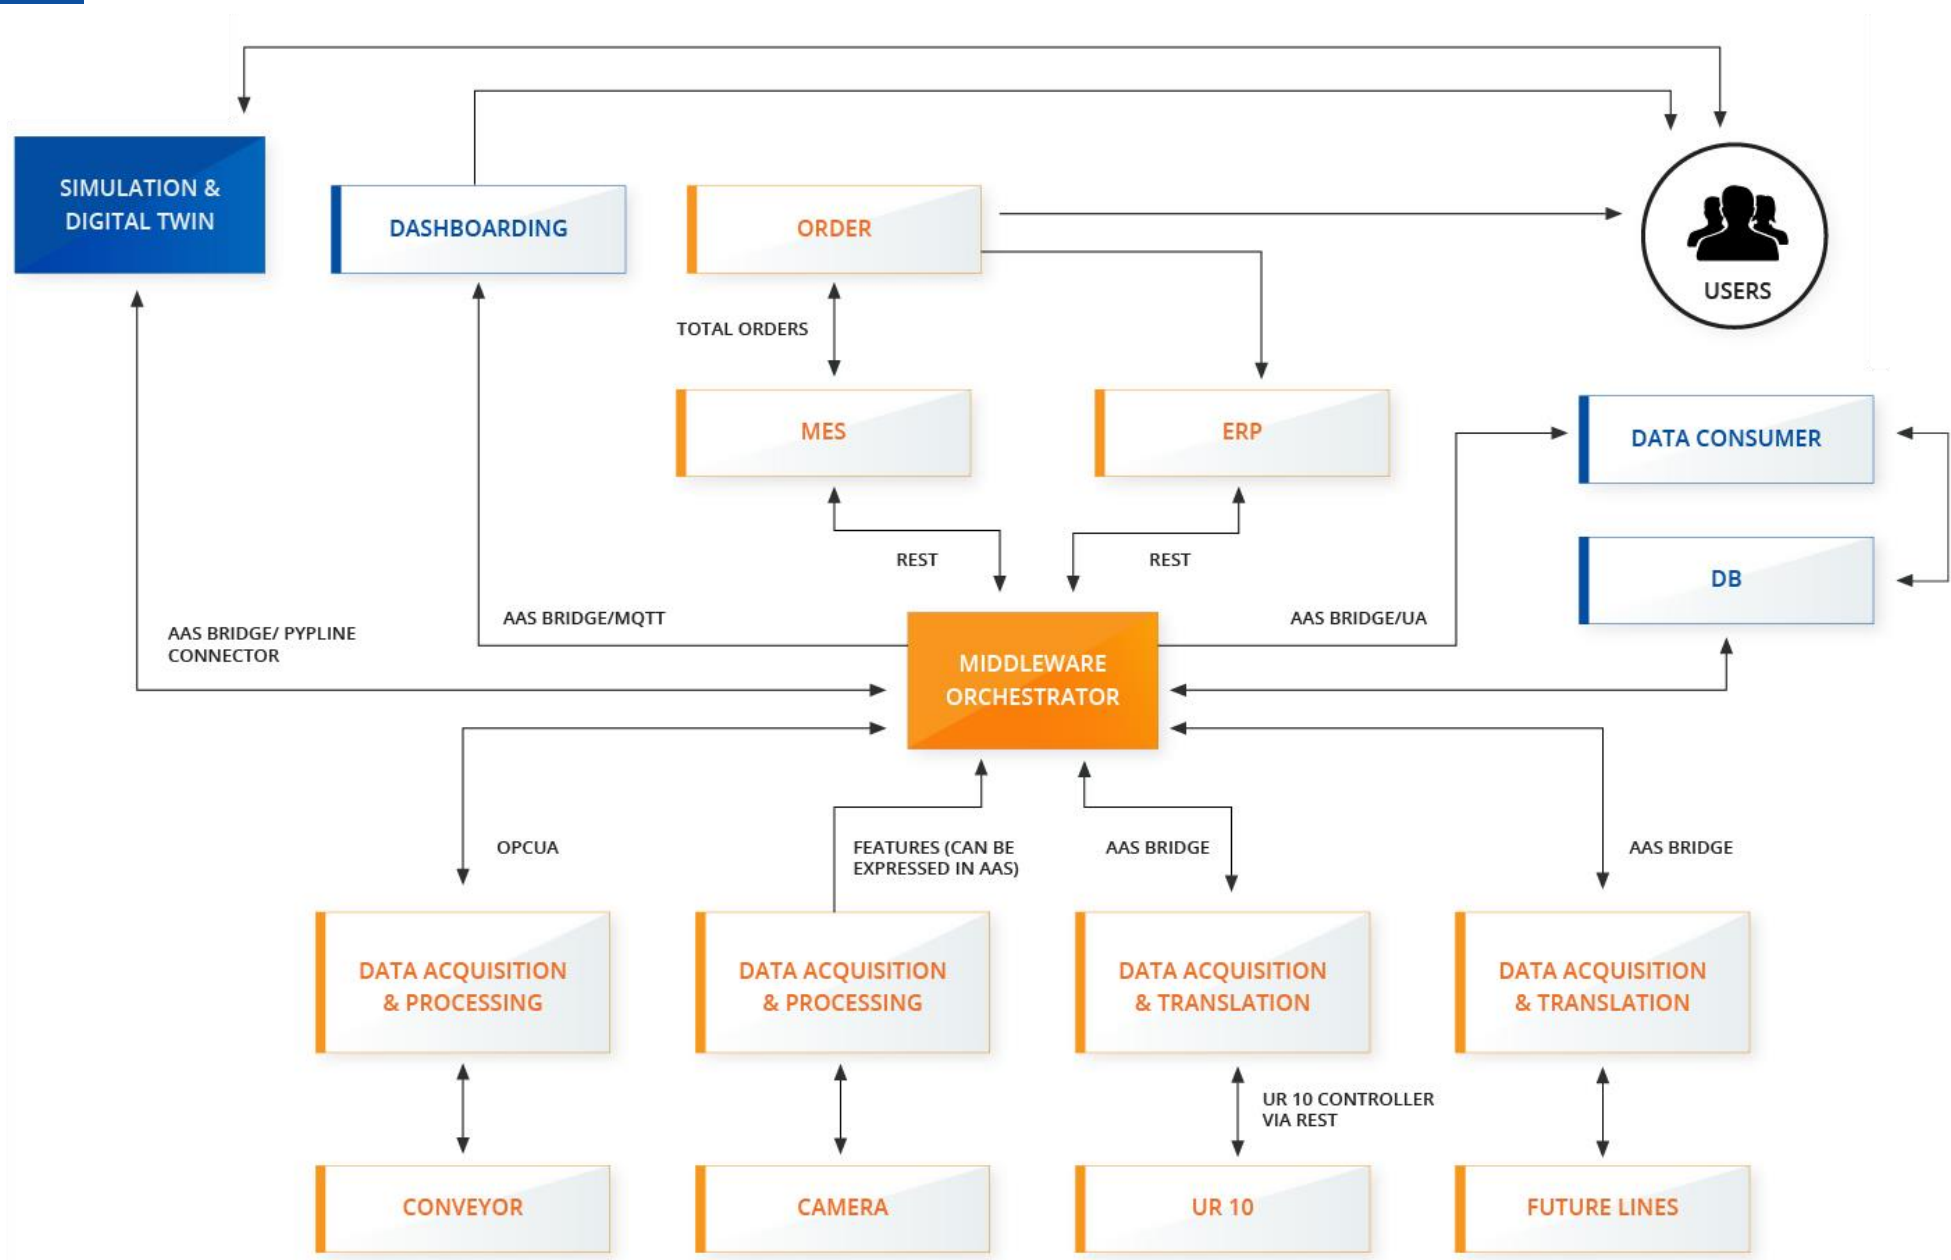 SIMULATION &
DIGITAL TWIN
DASHBOARDING
ORDER
USERS
TOTAL ORDERS
MES
ERP
DATA CONSUMER
REST
REST
DB
AAS BRIDGE/ PYPLINE
CONNECTOR
AAS BRIDGE/MQTT
AAS BRIDGE/UA
MIDDLEWARE
ORCHESTRATOR
OPCUA
FEATURES (CAN BE
EXPRESSED IN AAS)
AAS BRIDGE
AAS BRIDGE
DATA ACQUISITION
& PROCESSING
DATA ACQUISITION
& PROCESSING
DATA ACQUISITION
& TRANSLATION
DATA ACQUISITION
& TRANSLATION
UR 10 CONTROLLER
VIA REST
CONVEYOR
CAMERA
UR 10
FUTURE LINES